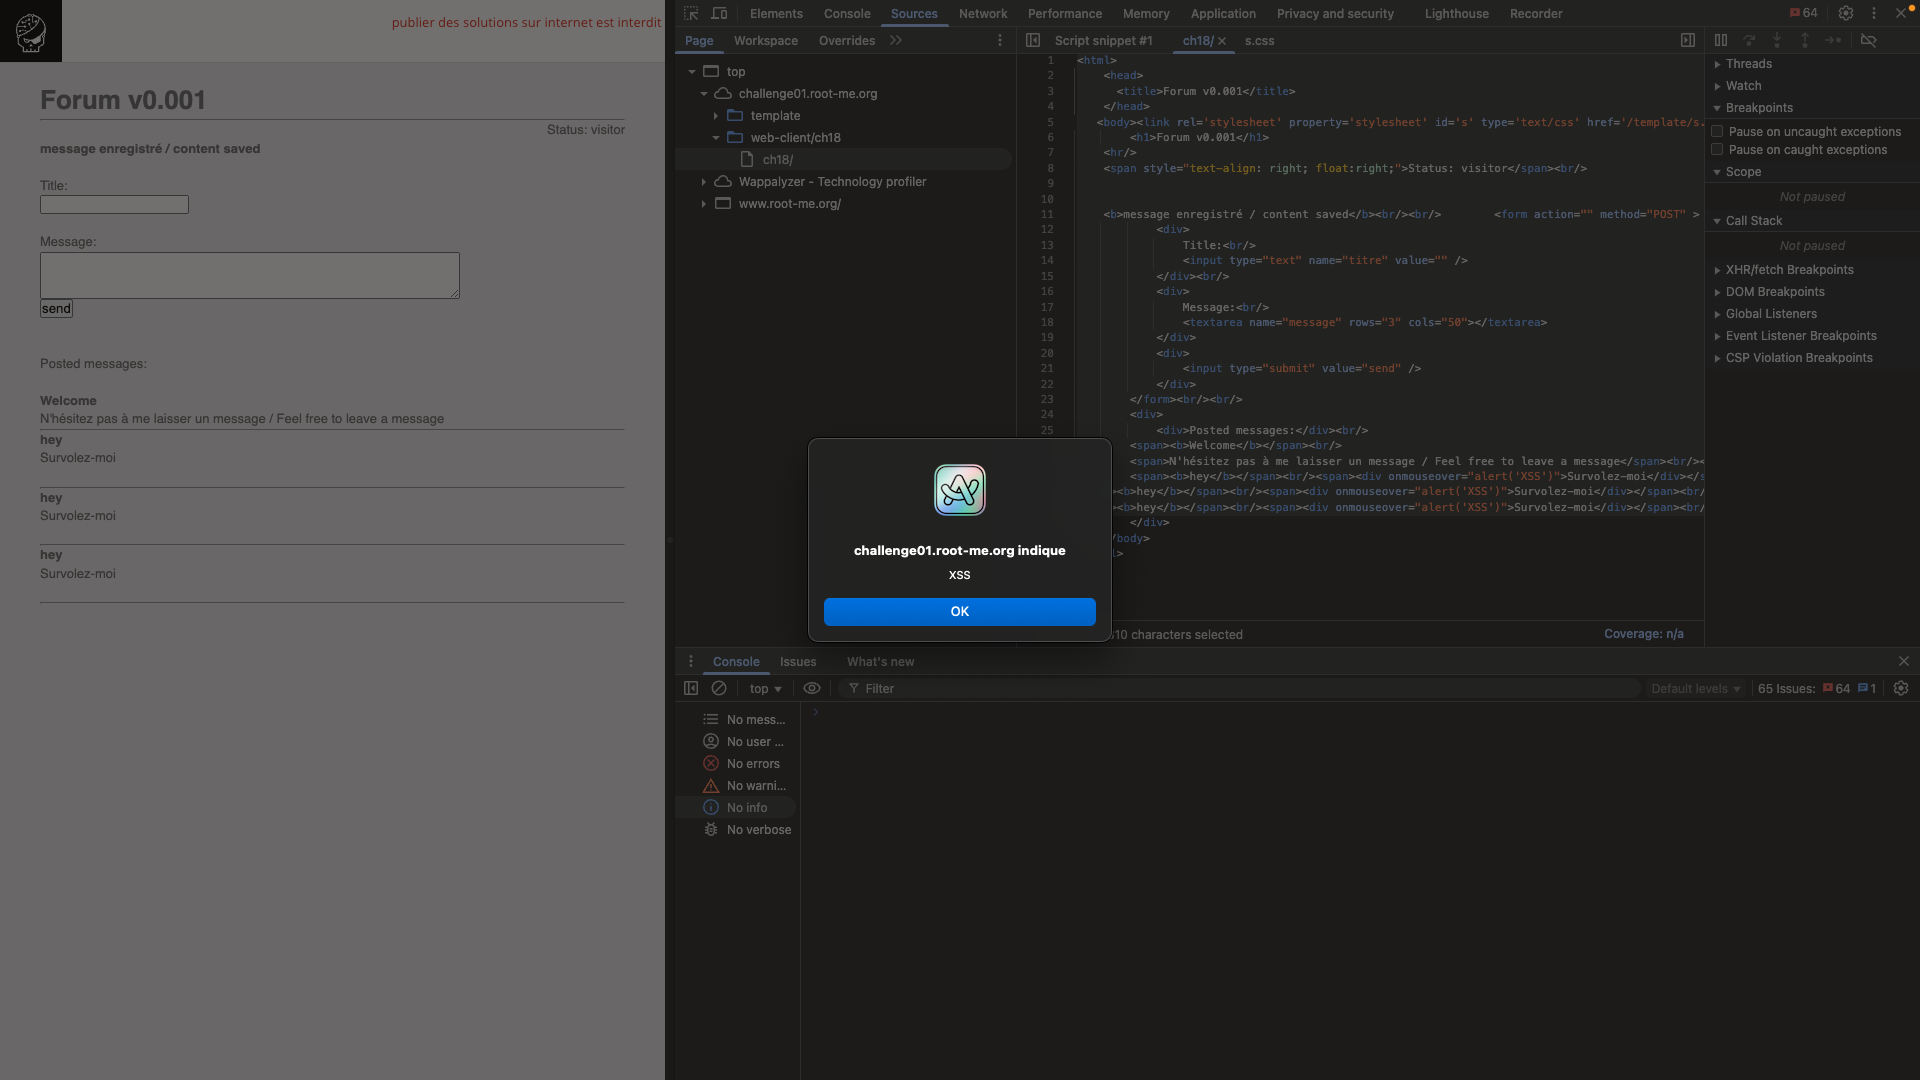 publier des solutions sur internet est interdit
Forum v0.001
Status: visitor
message enregistré / content saved
Title:
Message:
send
Posted messages:
Welcome
N'hésitez pas à me laisser un message / Feel free to leave a message
hey
Survolez-moi
hey
Survolez-moi
hey
Survolez-moi
Elements Console Sources Network Performance Memory Application Privacy and security Lighthouse Recorder 64
Page Workspace Overrides
top
challenge01.root-me.org
template
web-client/ch18
ch18/
Wappalyzer - Technology profiler
www.root-me.org/
Script snippet #1 ch18/ s.css
1 <html>
2 <head>
3 <title>Forum v0.001</title>
4 </head>
5 <body><link rel='stylesheet' property='stylesheet' id='s' type='text/css' href='/template/s.
6 <h1>Forum v0.001</h1>
7 <hr/>
8 <span style="text-align: right; float:right;">Status: visitor</span><br/>
9
10
11 <b>message enregistré / content saved</b><br/><br/> <form action="" method="POST" >
12 <div>
13 Title:<br/>
14 <input type="text" name="titre" value="" />
15 </div><br/>
16 <div>
17 Message:<br/>
18 <textarea name="message" rows="3" cols="50"></textarea>
19 </div>
20 <div>
21 <input type="submit" value="send" />
22 </div>
23 </form><br/><br/>
24 <div>
25 <div>Posted messages:</div><br/>
<span><b>Welcome</b></span><br/>
<span>N'hésitez pas à me laisser un message / Feel free to leave a message</span><br/><
<span><b>hey</b></span><br/><span><div onmouseover="alert('XSS')">Survolez-moi</div></s
><b>hey</b></span><br/><span><div onmouseover="alert('XSS')">Survolez-moi</div></span><br/
><b>hey</b></span><br/><span><div onmouseover="alert('XSS')">Survolez-moi</div></span><br/
</div>
/body>
l>
10 characters selected
Coverage: n/a
Threads
Watch
Breakpoints
Pause on uncaught exceptions
Pause on caught exceptions
Scope
Not paused
Call Stack
Not paused
XHR/fetch Breakpoints
DOM Breakpoints
Global Listeners
Event Listener Breakpoints
CSP Violation Breakpoints
challenge01.root-me.org indique
XSS
OK
Console Issues What's new
top Filter Default levels 65 Issues: 64 1
No mess...
No user ...
No errors
No warni...
No info
No verbose